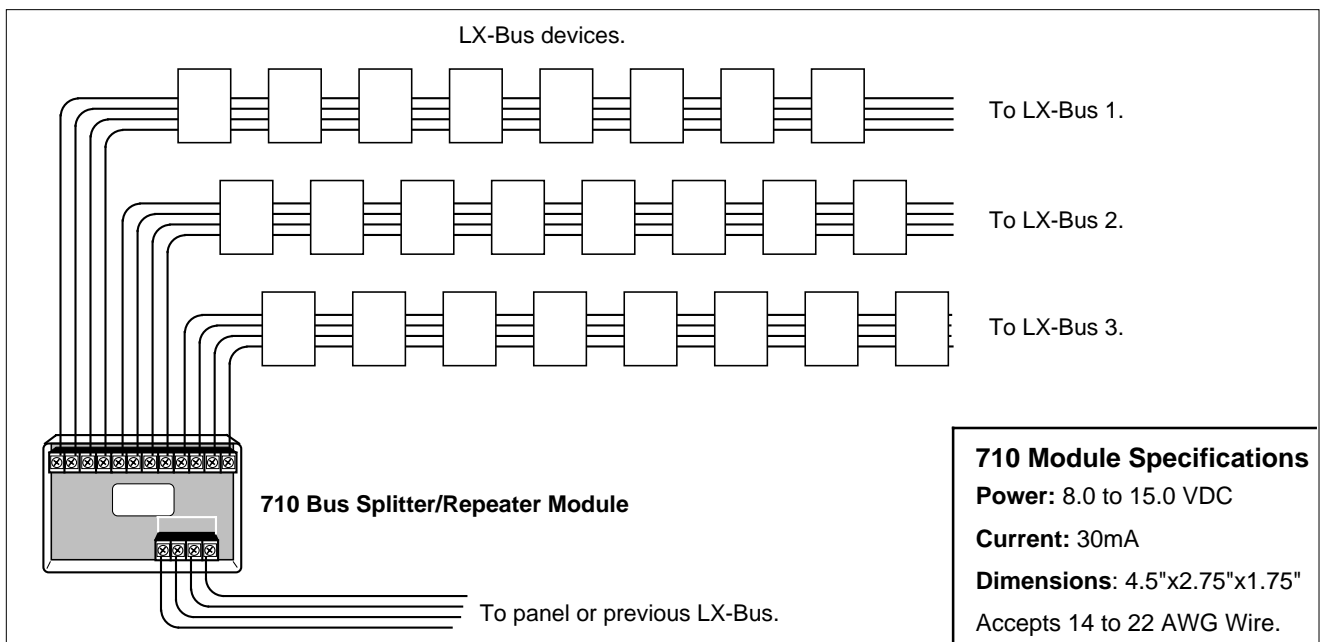 LX-Bus devices.
To LX-Bus 1.
To LX-Bus 2.
To LX-Bus 3.
710 Bus Splitter/Repeater Module
To panel or previous LX-Bus.
710 Module Specifications
Power: 8.0 to 15.0 VDC
Current: 30mA
Dimensions: 4.5"x2.75"x1.75"
Accepts 14 to 22 AWG Wire.